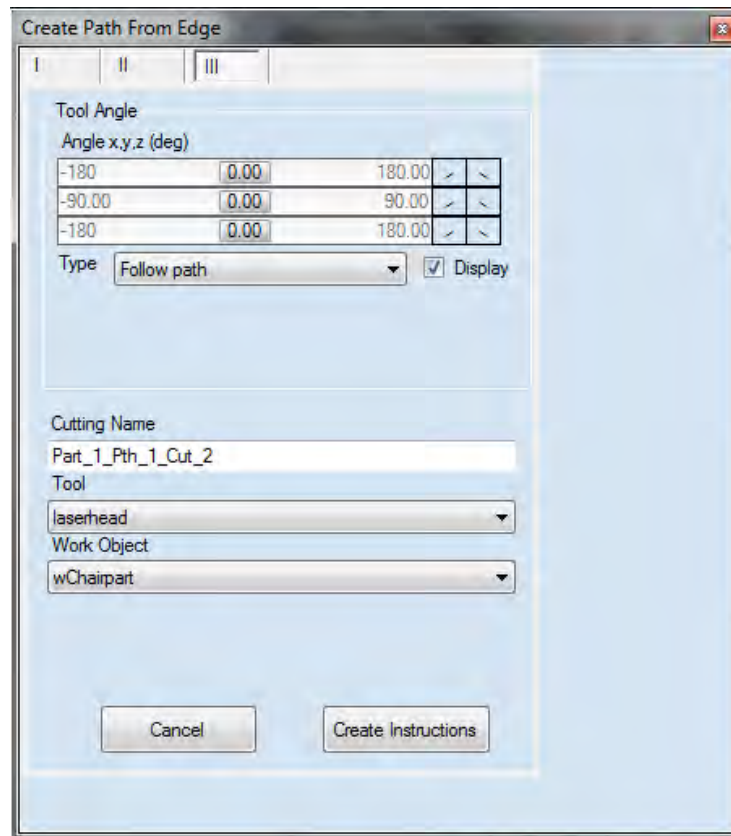 Create Path From Edge
I II III
Tool Angle
Angle x,y,z (deg)
-180 0.00 180.00
-90.00 0.00 90.00
-180 0.00 180.00
Type Follow path Display
Cutting Name
Part_1_Pth_1_Cut_2
Tool
laserhead
Work Object
wChairpart
Cancel Create Instructions